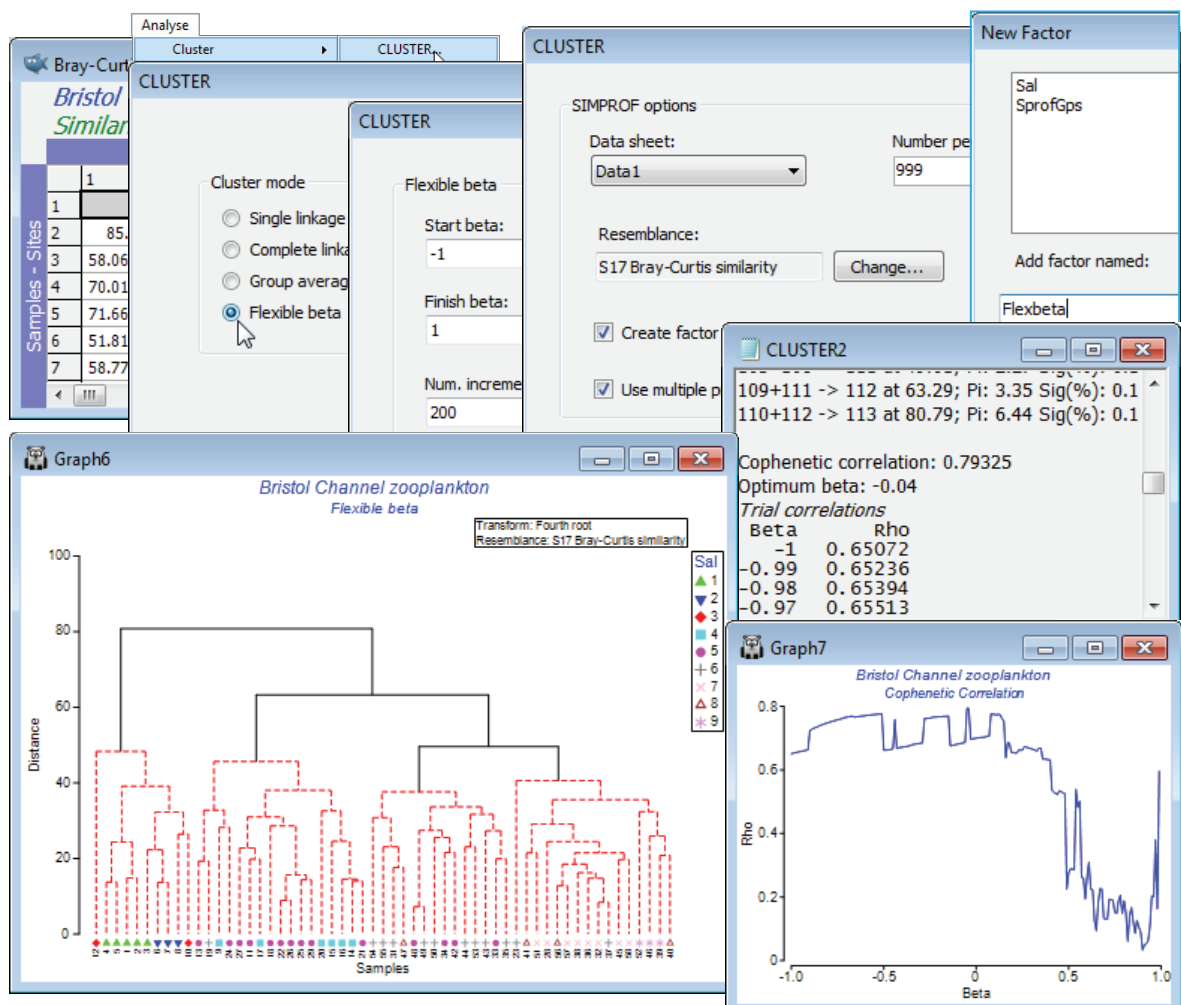 Analyse
Cluster
CLUSTER...
Bray-Curt
Bristol
Similar
1
1
2 85.
3 58.06
4 70.01
5 71.66
6 51.81
7 58.77
Samples - Sites
CLUSTER
Cluster mode
Single linkage
Complete linka
Group averag
Flexible beta
CLUSTER
Flexible beta
Start beta:
-1
Finish beta:
1
Num. increme
200
CLUSTER
SIMPROF options
Data sheet:
Number pe
Data1
999
Resemblance:
S17 Bray-Curtis similarity
Change...
Create factor
Use multiple p
New Factor
Sal
SprofGps
Add factor named:
Flexbeta
CLUSTER2
109+111 -> 112 at 63.29; Pi: 3.35 Sig(%): 0.1
110+112 -> 113 at 80.79; Pi: 6.44 Sig(%): 0.1
Cophenetic correlation: 0.79325
Optimum beta: -0.04
Trial correlations
Beta Rho
-1 0.65072
-0.99 0.65236
-0.98 0.65394
-0.97 0.65513
Graph6
Bristol Channel zooplankton
Flexible beta
Transform: Fourth root
Resemblance: S17 Bray-Curtis similarity
Sal
1
2
3
4
5
6
7
8
9
100
80
60
40
20
0
Distance
Samples
Graph7
Bristol Channel zooplankton
Cophenetic Correlation
0.8
0.6
0.4
0.2
0
Rho
-1.0 -0.5 0 0.5 1.0
Beta